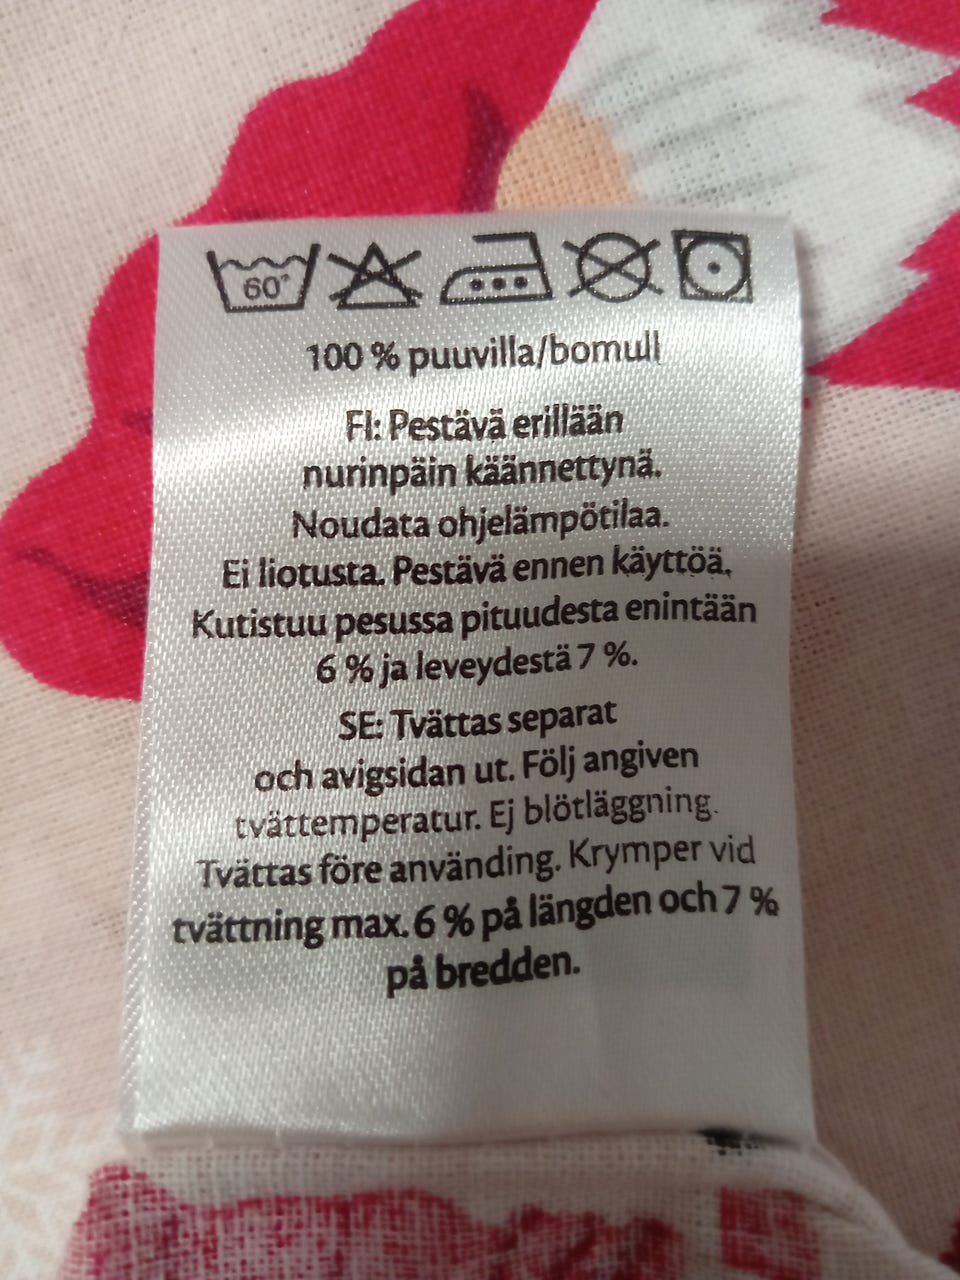 60°
100 % puuvilla/bomull
FI: Pestävä erillään
nurinpäin käännettynä.
Noudata ohjelämpötilaa.
Ei liotusta. Pestävä ennen käyttöä.
Kutistuu pesussa pituudesta enintään
6 % ja leveydestä 7 %.
SE: Tvättas separat
och avigsidan ut. Följ angiven
tvättemperatur. Ej blötläggning.
Tvättas före använding. Krymper vid
tvättning max. 6 % på längden och 7 %
på bredden.